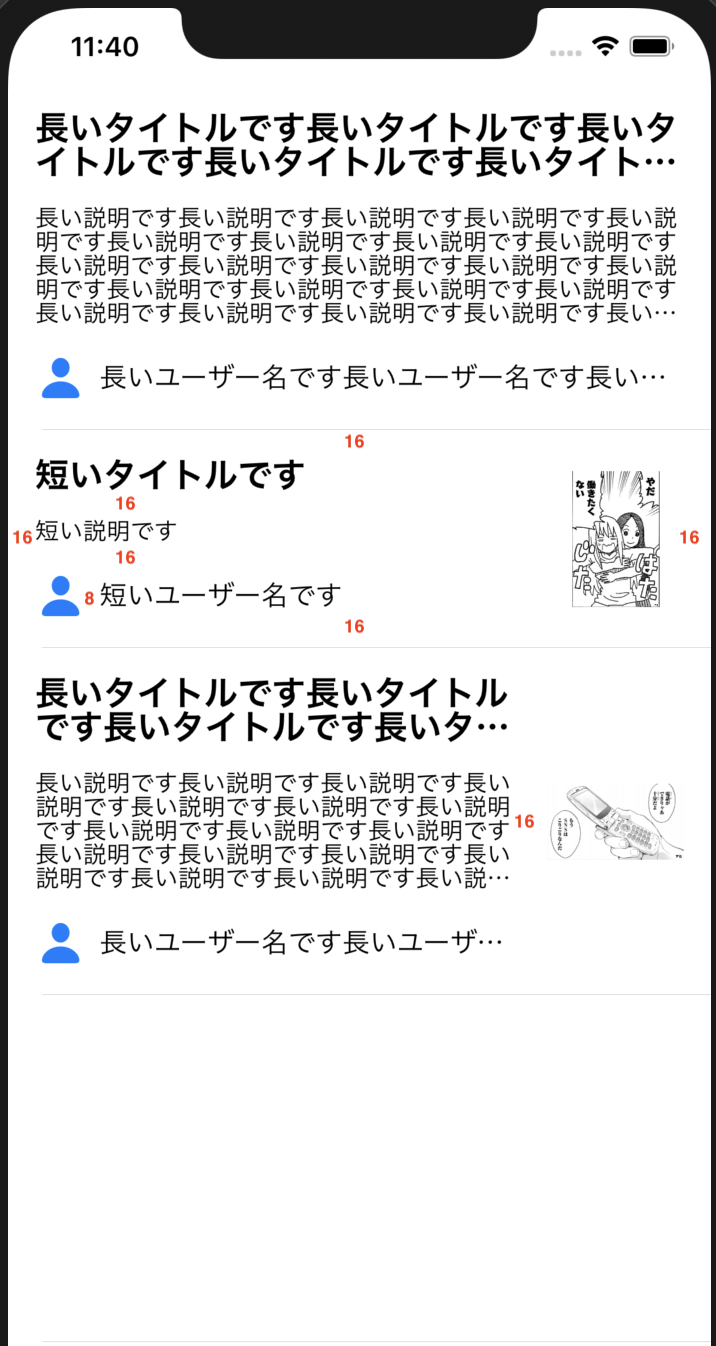 11:40
長いタイトルです長いタイトルです長いタ
イトルです長いタイトルです長いタイト…
長い説明です長い説明です長い説明です長い説明です長い説
明です長い説明です長い説明です長い説明です長い説明です
長い説明です長い説明です長い説明です長い説明です長い説
明です長い説明です長い説明です長い説明です長い説明です
長い説明です長い説明です長い説明です長い説明です長い…
長いユーザー名です長いユーザー名です長い…
16
短いタイトルです
16
16
短い説明です
16
16
8
短いユーザー名です
16
やだ
働きたく
ない
じた
ばた
長いタイトルです長いタイトル
です長いタイトルです長いタ…
長い説明です長い説明です長い説明です長い
説明です長い説明です長い説明です長い説明
です長い説明です長い説明です長い説明です
長い説明です長い説明です長い説明です長い
説明です長い説明です長い説明です長い説…
16
長いユーザー名です長いユーザ…